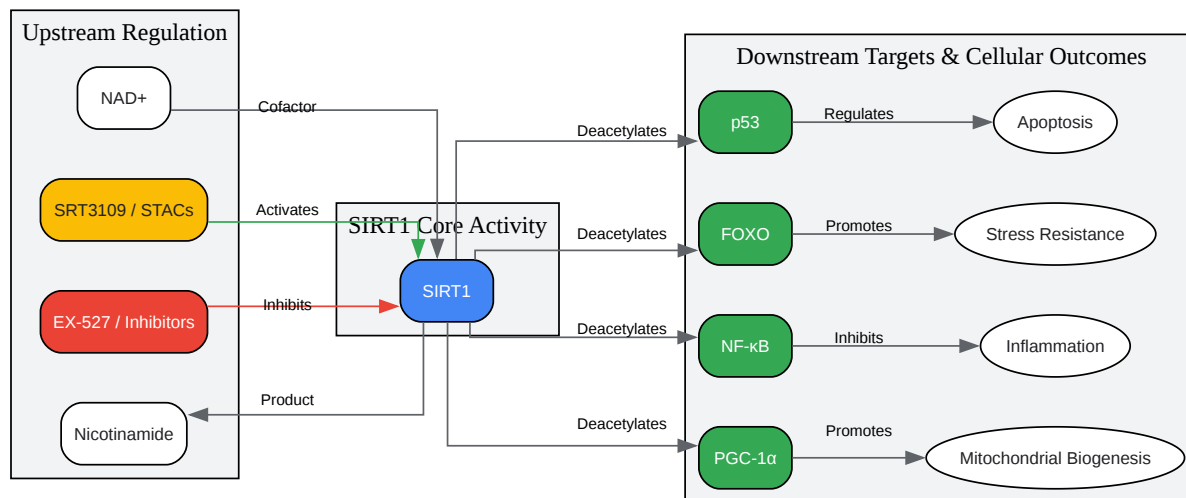 Upstream Regulation
NAD+
Cofactor
SRT3109 / STACs
Activates
EX-527 / Inhibitors
Inhibits
Nicotinamide
Product
SIRT1 Core Activity
SIRT1
Downstream Targets & Cellular Outcomes
Deacetylates
p53
Regulates
Apoptosis
Deacetylates
FOXO
Promotes
Stress Resistance
Deacetylates
NF-κB
Inhibits
Inflammation
Deacetylates
PGC-1α
Promotes
Mitochondrial Biogenesis